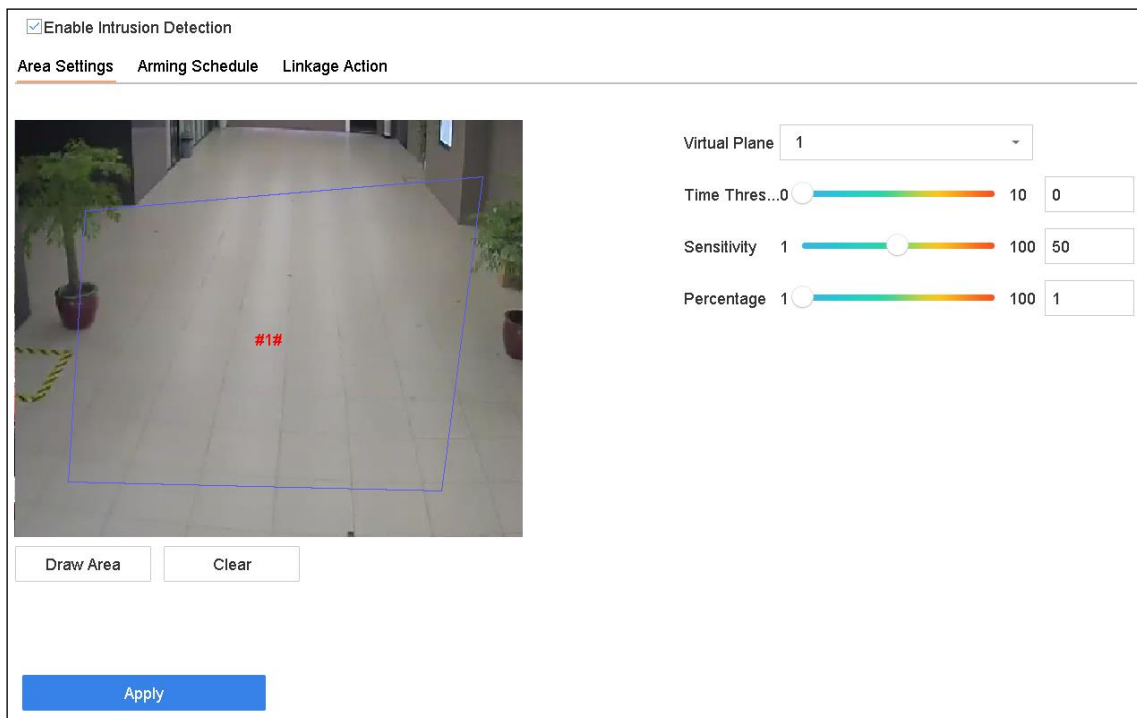 Enable Intrusion Detection
Area Settings Arming Schedule Linkage Action
Virtual Plane 1
Time Thres...0 10 0
Sensitivity 1 100 50
Percentage 1 100 1
#1#
Draw Area Clear
Apply